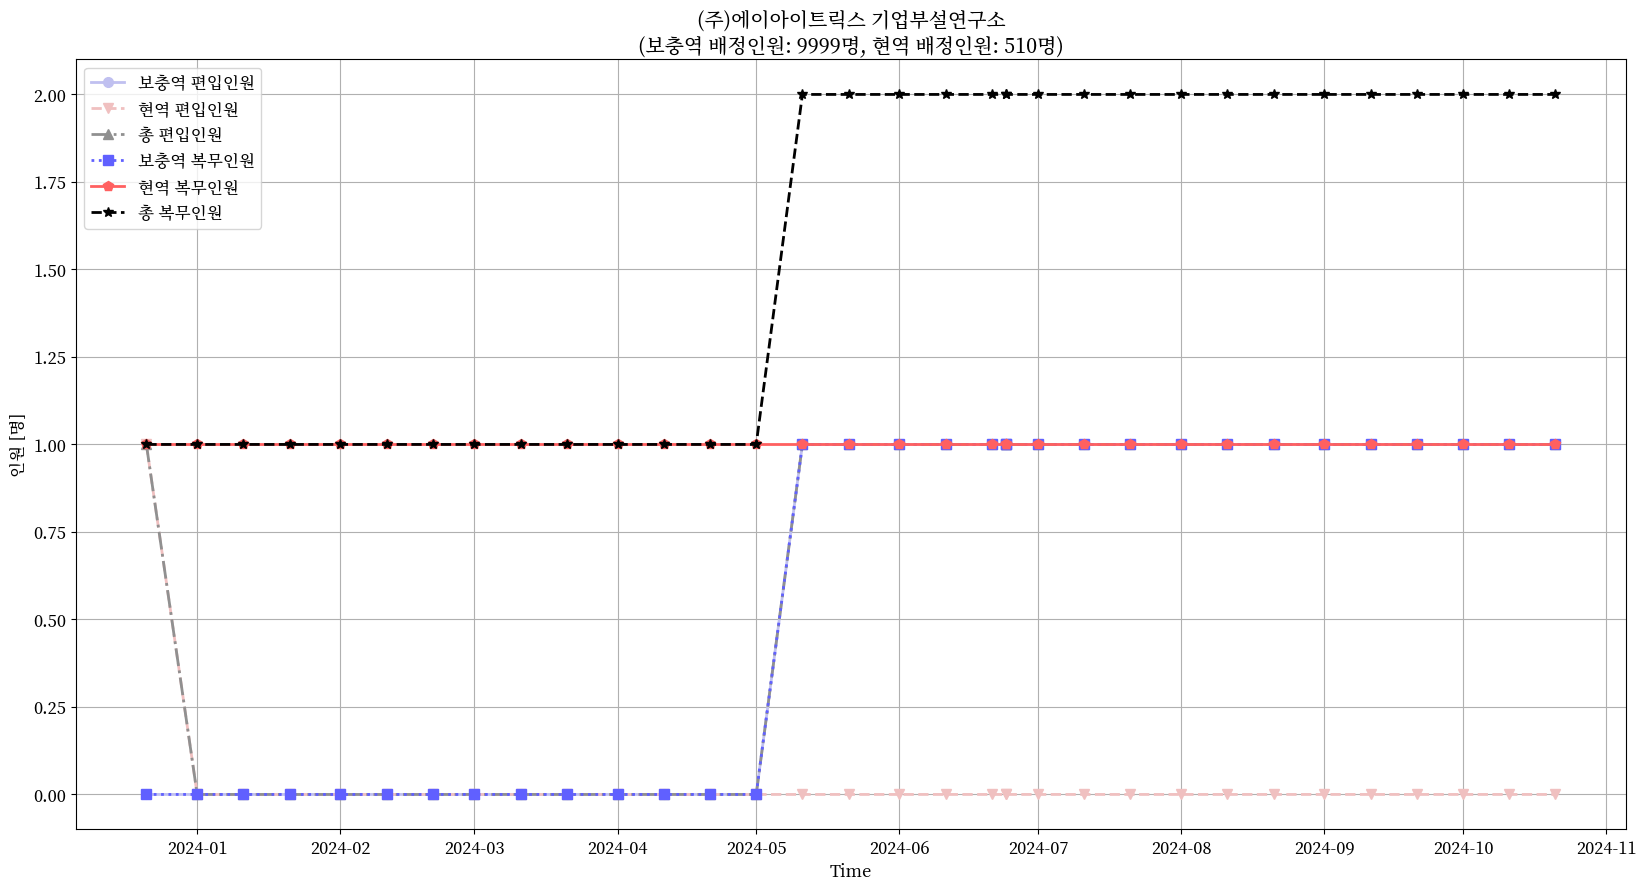 (주)에이아이트릭스 기업부설연구소
(보충역 배정인원: 9999명, 현역 배정인원: 510명)
보충역 편입인원
현역 편입인원
총 편입인원
보충역 복무인원
현역 복무인원
총 복무인원
2.00
1.75
1.50
1.25
1.00
0.75
0.50
0.25
0.00
인원 [명]
2024-01 2024-02 2024-03 2024-04 2024-05 2024-06 2024-07 2024-08 2024-09 2024-10 2024-11
Time